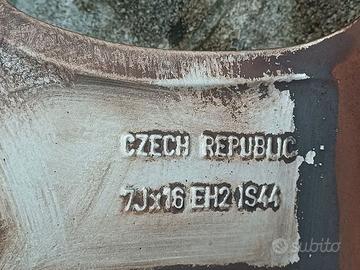 CZECH REPUBLIC
7Jx16 EH2 IS44
subito